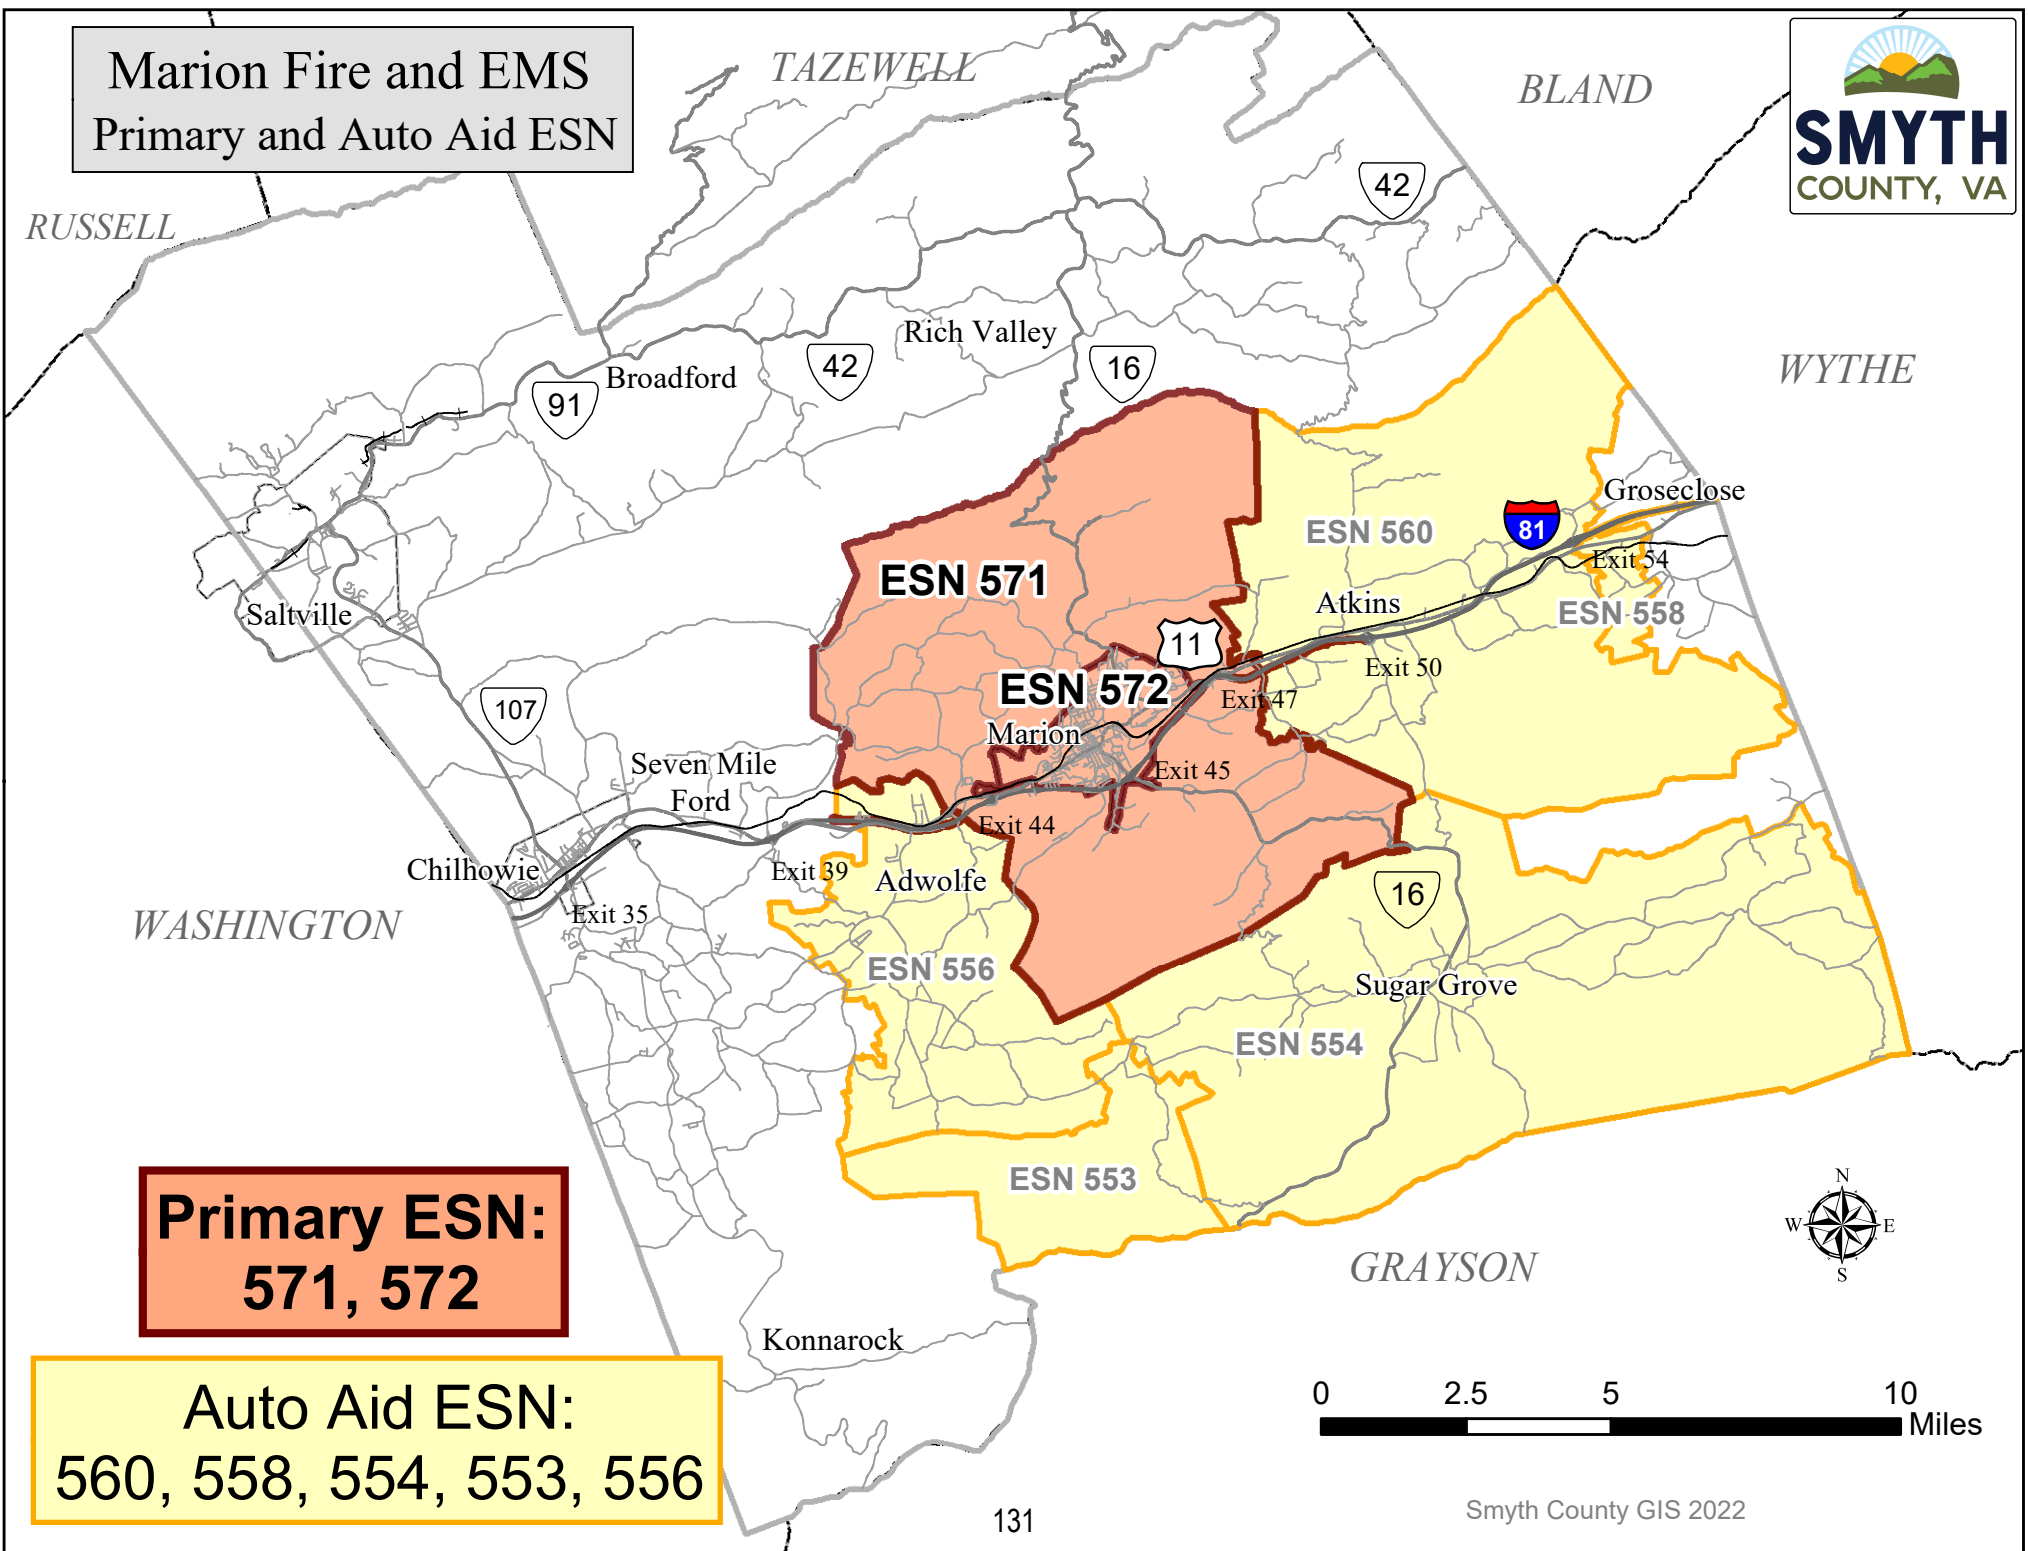 Marion Fire and EMS
Primary and Auto Aid ESN
TAZEWELL
BLAND
SMYTH
COUNTY, VA
RUSSELL
42
WYTHE
Rich Valley
42
16
Broadford
91
Groseclose
ESN 560
81
Exit 54
ESN 571
Atkins
ESN 558
Saltville
11
Exit 50
ESN 572
Exit 47
107
Marion
Seven Mile
Ford
Exit 45
Exit 44
Chilhowie
Exit 39
Adwolfe
16
Exit 35
WASHINGTON
ESN 556
Sugar Grove
ESN 554
ESN 553
N
W
E
S
Primary ESN:
571, 572
GRAYSON
Konnarock
Auto Aid ESN:
560, 558, 554, 553, 556
0 2.5 5 10
Miles
131
Smyth County GIS 2022